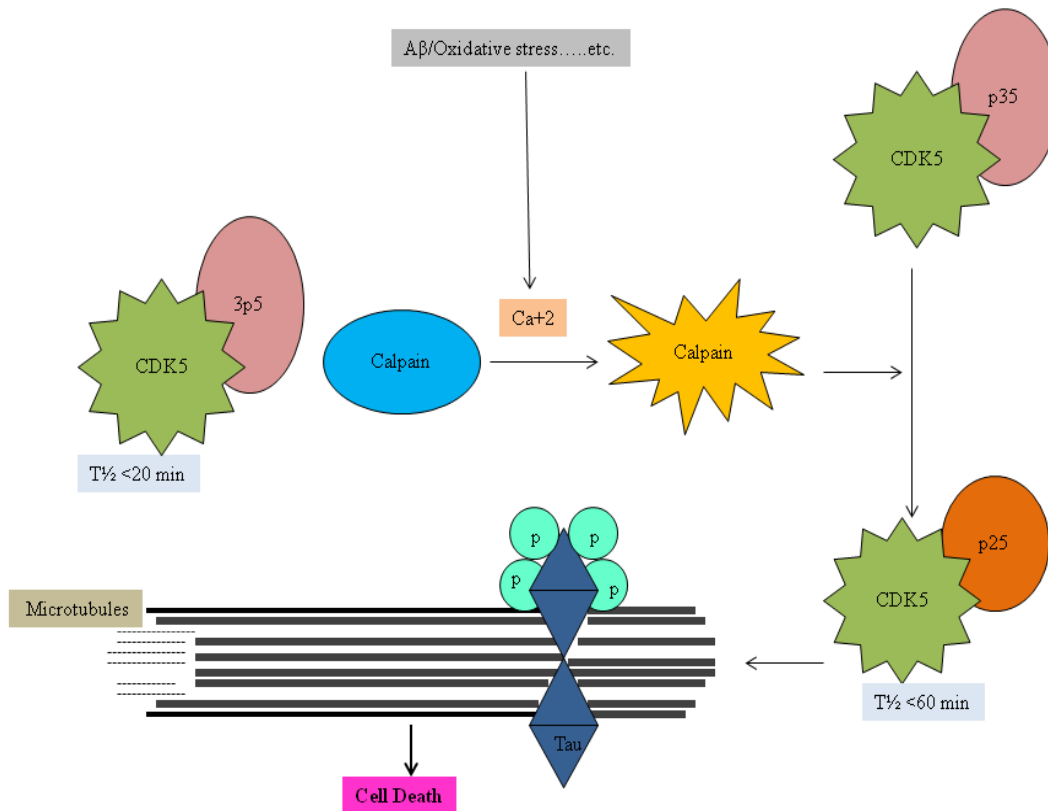 Aβ/Oxidative stress…..etc.
p35
CDK5
3p5
CDK5
Ca+2
Calpain
Calpain
T½ <20 min
p
p
p
p
p25
CDK5
Microtubules
T½ <60 min
Tau
Cell Death